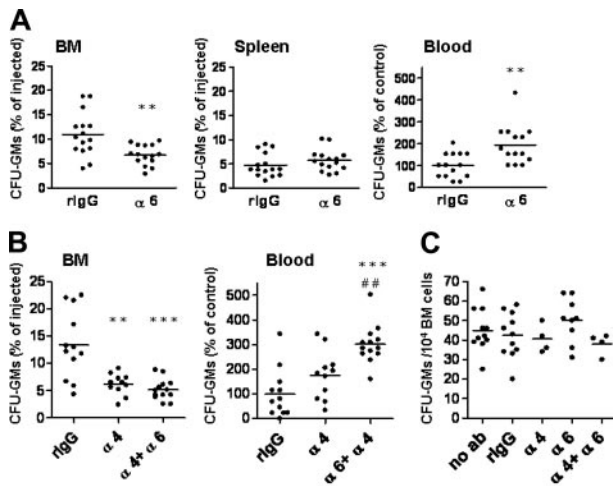 A
BM
Spleen
Blood
CFU-GMs (% of injected)
25
20
15
10
5
0
* *
rIgG
α 6
CFU-GMs (% of injected)
25
20
15
10
5
0
rIgG
α 6
CFU-GMs (% of control)
500
400
300
200
100
0
* *
rIgG
α 6
B
BM
Blood
C
CFU-GMs (% of injected)
25
20
15
10
5
0
* *
* * *
rIgG
α 4
α 4+ α 6
CFU-GMs (% of control)
500
400
300
200
100
0
* * *
##
rIgG
α 4
α 6+ α 4
CFU-GMs /10⁴ BM cells
70
60
50
40
30
20
10
0
no ab
rIgG
α 4
α 6
α 4+ α 6